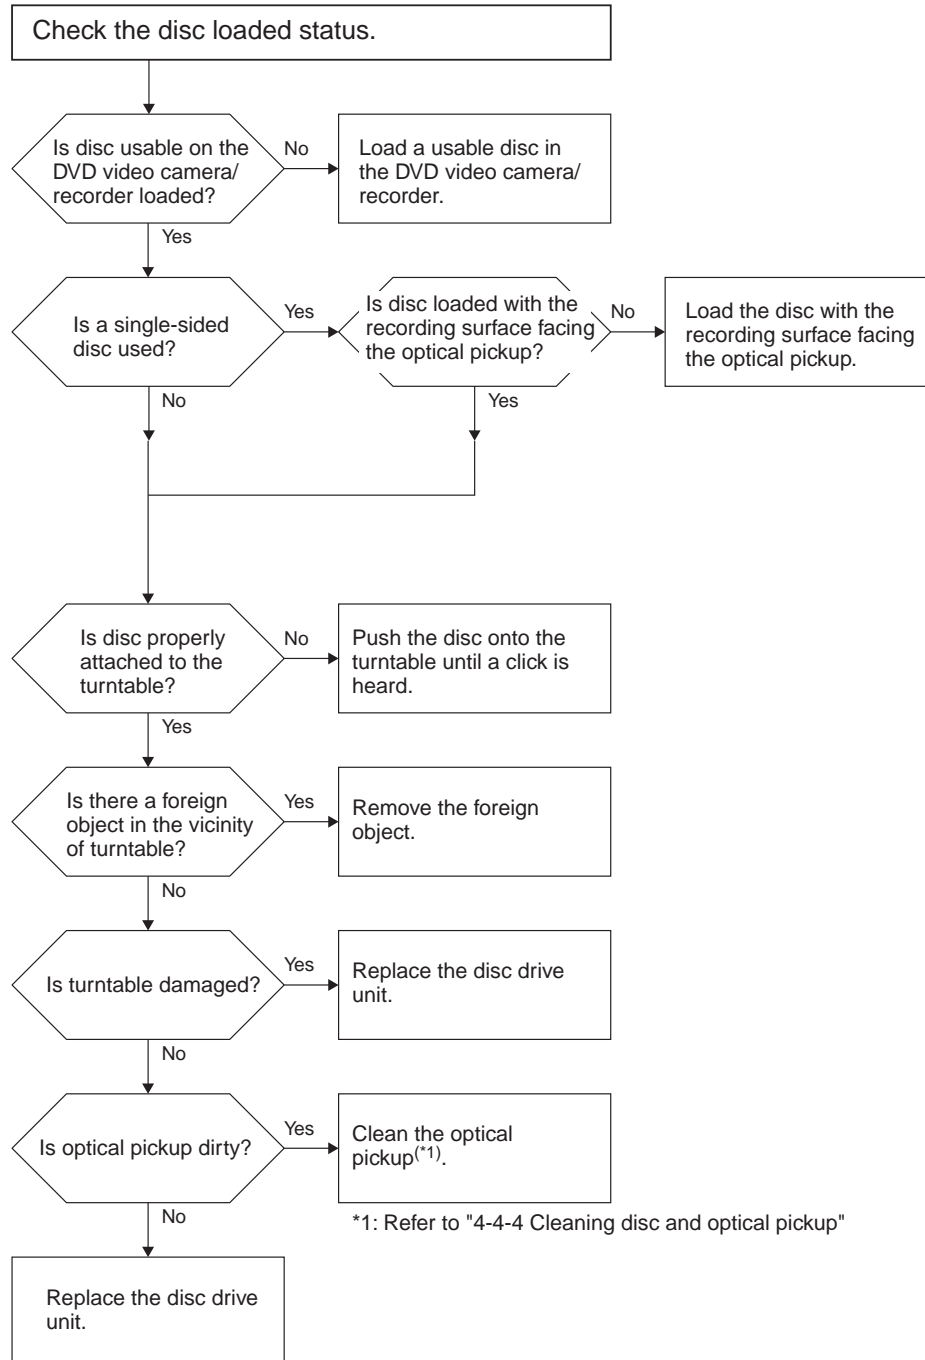 Check the disc loaded status.
Is disc usable on the
DVD video camera/
recorder loaded?
No
Load a usable disc in
the DVD video camera/
recorder.
Yes
Is a single-sided
disc used?
Yes
Is disc loaded with the
recording surface facing
the optical pickup?
No
Load the disc with the
recording surface facing
the optical pickup.
No
Yes
Is disc properly
attached to the
turntable?
No
Push the disc onto the
turntable until a click is
heard.
Yes
Is there a foreign
object in the vicinity
of turntable?
Yes
Remove the foreign
object.
No
Is turntable damaged?
Yes
Replace the disc drive
unit.
No
Is optical pickup dirty?
Yes
Clean the optical
pickup(*1).
No
*1: Refer to "4-4-4 Cleaning disc and optical pickup"
Replace the disc drive
unit.